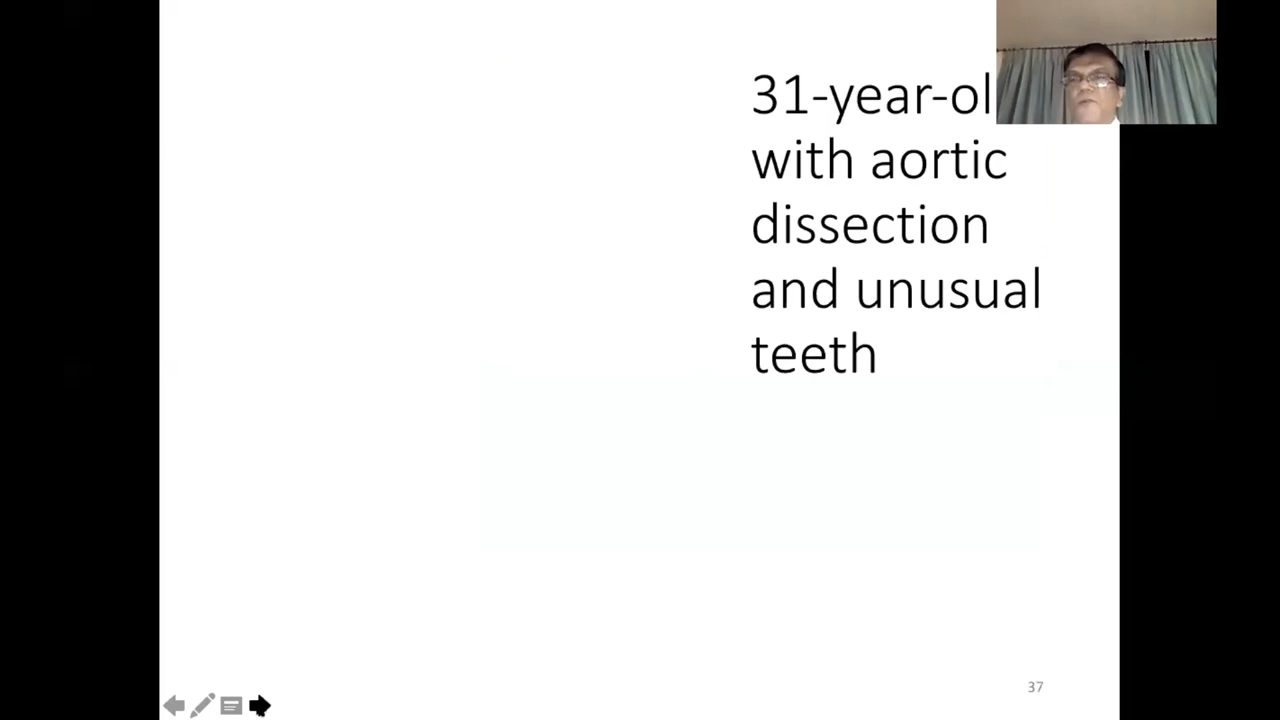 31-year-ol
with aortic
dissection
and unusual
teeth
37